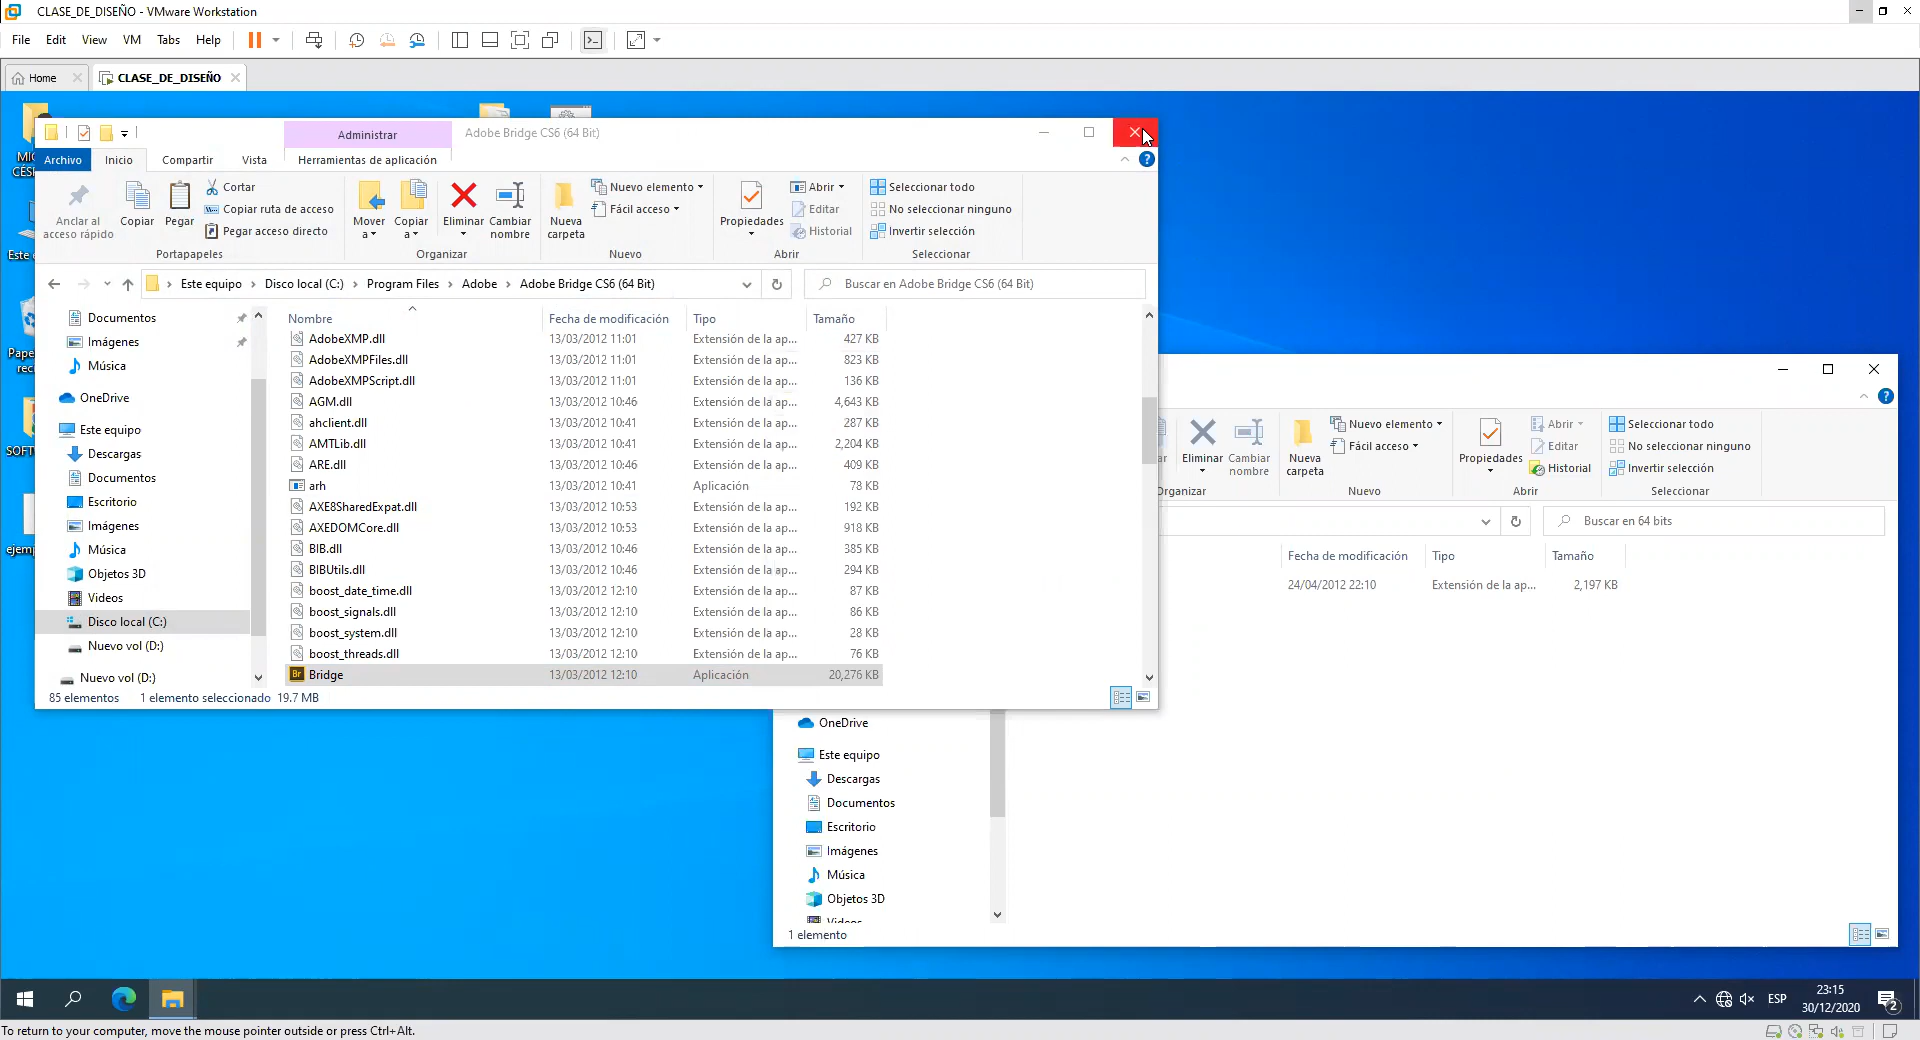 CLASE_DE_DISEÑO - VMware Workstation
File Edit View VM Tabs Help
Home CLASE_DE_DISEÑO
Administrar Adobe Bridge CS6 (64 Bit)
Archivo Inicio Compartir Vista Herramientas de aplicación
Anclar al acceso rápido
Copiar
Pegar
Cortar
Copiar ruta de acceso
Pegar acceso directo
Portapapeles
Mover a
Copiar a
Eliminar
Cambiar nombre
Organizar
Nueva carpeta
Nuevo elemento
Fácil acceso
Nuevo
Propiedades
Abrir
Editar
Historial
Abrir
Seleccionar todo
No seleccionar ninguno
Invertir selección
Seleccionar
Este equipo > Disco local (C:) > Program Files > Adobe > Adobe Bridge CS6 (64 Bit)
Buscar en Adobe Bridge CS6 (64 Bit)
Documentos
Imágenes
Música
OneDrive
Este equipo
Descargas
Documentos
Escritorio
Imágenes
Música
Objetos 3D
Videos
Disco local (C:)
Nuevo vol (D:)
Nuevo vol (D:)
Nombre Fecha de modificación Tipo Tamaño
AdobeXMP.dll 13/03/2012 11:01 Extensión de la ap... 427 KB
AdobeXMPFiles.dll 13/03/2012 11:01 Extensión de la ap... 823 KB
AdobeXMPScript.dll 13/03/2012 11:01 Extensión de la ap... 136 KB
AGM.dll 13/03/2012 10:46 Extensión de la ap... 4,643 KB
ahclient.dll 13/03/2012 10:41 Extensión de la ap... 287 KB
AMTLib.dll 13/03/2012 10:41 Extensión de la ap... 2,204 KB
ARE.dll 13/03/2012 10:46 Extensión de la ap... 409 KB
arh 13/03/2012 10:41 Aplicación 78 KB
AXE8SharedExpat.dll 13/03/2012 10:53 Extensión de la ap... 192 KB
AXEDOMCore.dll 13/03/2012 10:53 Extensión de la ap... 918 KB
BIB.dll 13/03/2012 10:46 Extensión de la ap... 385 KB
BIBUtils.dll 13/03/2012 10:46 Extensión de la ap... 294 KB
boost_date_time.dll 13/03/2012 12:10 Extensión de la ap... 87 KB
boost_signals.dll 13/03/2012 12:10 Extensión de la ap... 86 KB
boost_system.dll 13/03/2012 12:10 Extensión de la ap... 28 KB
boost_threads.dll 13/03/2012 12:10 Extensión de la ap... 76 KB
Br Bridge 13/03/2012 12:10 Aplicación 20,276 KB
85 elementos 1 elemento seleccionado 19.7 MB
Eliminar
Cambiar nombre
Organizar
Nueva carpeta
Nuevo elemento
Fácil acceso
Nuevo
Propiedades
Abrir
Editar
Historial
Abrir
Seleccionar todo
No seleccionar ninguno
Invertir selección
Seleccionar
Buscar en 64 bits
Fecha de modificación Tipo Tamaño
24/04/2012 22:10 Extensión de la ap... 2,197 KB
OneDrive
Este equipo
Descargas
Documentos
Escritorio
Imágenes
Música
Objetos 3D
Videos
1 elemento
ESP
23:15
30/12/2020
2
To return to your computer, move the mouse pointer outside or press Ctrl+Alt.